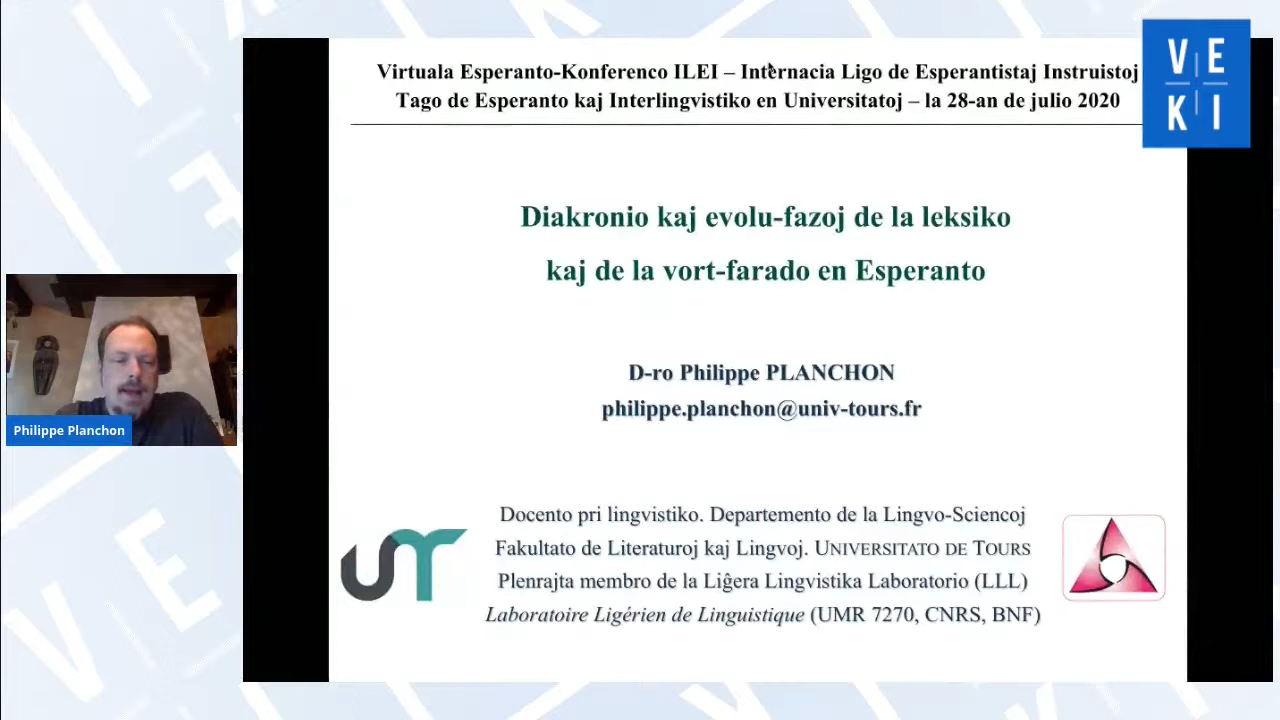 Virtuala Esperanto-Konferenco ILEI – Internacia Ligo de Esperantistaj Instruistoj
Tago de Esperanto kaj Interlingvistiko en Universitatoj – la 28-an de julio 2020
VE
KI
Diakronio kaj evolu-fazoj de la leksiko
kaj de la vort-farado en Esperanto
D-ro Philippe PLANCHON
philippe.planchon@univ-tours.fr
Philippe Planchon
UT
Docento pri lingvistiko. Departemento de la Lingvo-Sciencoj
Fakultato de Literaturoj kaj Lingvoj. UNIVERSITATO DE TOURS
Plenrajta membro de la Liĝera Lingvistika Laboratorio (LLL)
Laboratoire Ligérien de Linguistique (UMR 7270, CNRS, BNF)